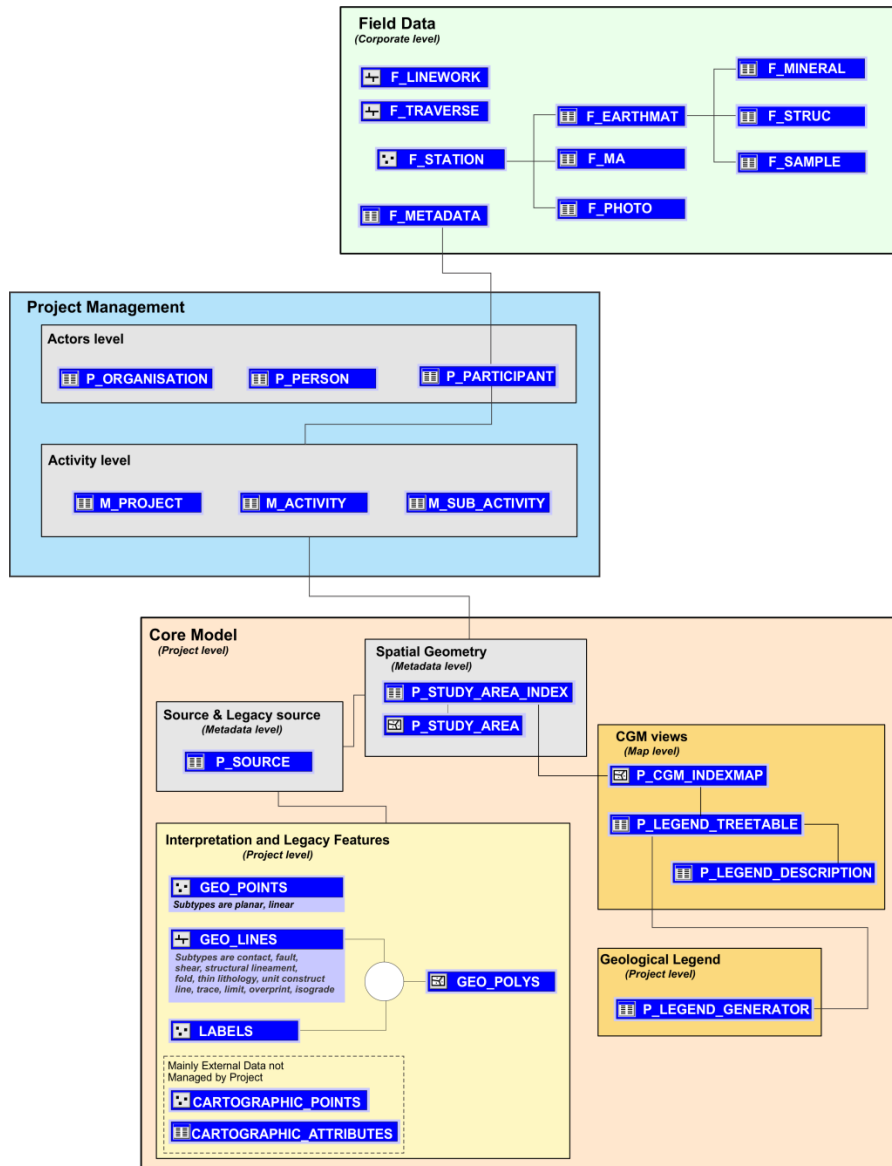 Field Data
(Corporate level)
F_LINEWORK
F_TRAVERSE
F_STATION
F_METADATA
F_EARTHMAT
F_MA
F_PHOTO
F_MINERAL
F_STRUC
F_SAMPLE
Project Management
Actors level
P_ORGANISATION
P_PERSON
P_PARTICIPANT
Activity level
M_PROJECT
M_ACTIVITY
M_SUB_ACTIVITY
Core Model
(Project level)
Spatial Geometry
(Metadata level)
P_STUDY_AREA_INDEX
P_STUDY_AREA
Source & Legacy source
(Metadata level)
P_SOURCE
CGM views
(Map level)
P_CGM_INDEXMAP
P_LEGEND_TREETABLE
P_LEGEND_DESCRIPTION
Interpretation and Legacy Features
(Project level)
GEO_POINTS
Subtypes are planar, linear
GEO_LINES
Subtypes are contact, fault,
shear, structural lineament,
fold, thin lithology, unit construct
line, trace, limit, overprint, isograde
GEO_POLYS
LABELS
Mainly External Data not
Managed by Project
CARTOGRAPHIC_POINTS
CARTOGRAPHIC_ATTRIBUTES
Geological Legend
(Project level)
P_LEGEND_GENERATOR